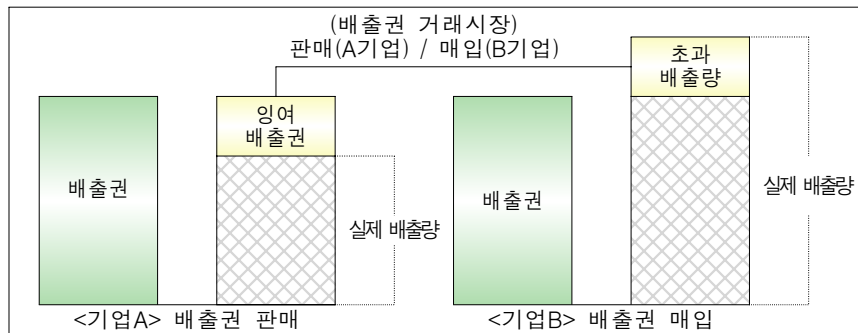 (배출권 거래시장)
판매(A기업) / 매입(B기업)
초과
배출량
잉여
배출권
배출권
배출권
실제 배출량
실제 배출량
<기업A> 배출권 판매
<기업B> 배출권 매입